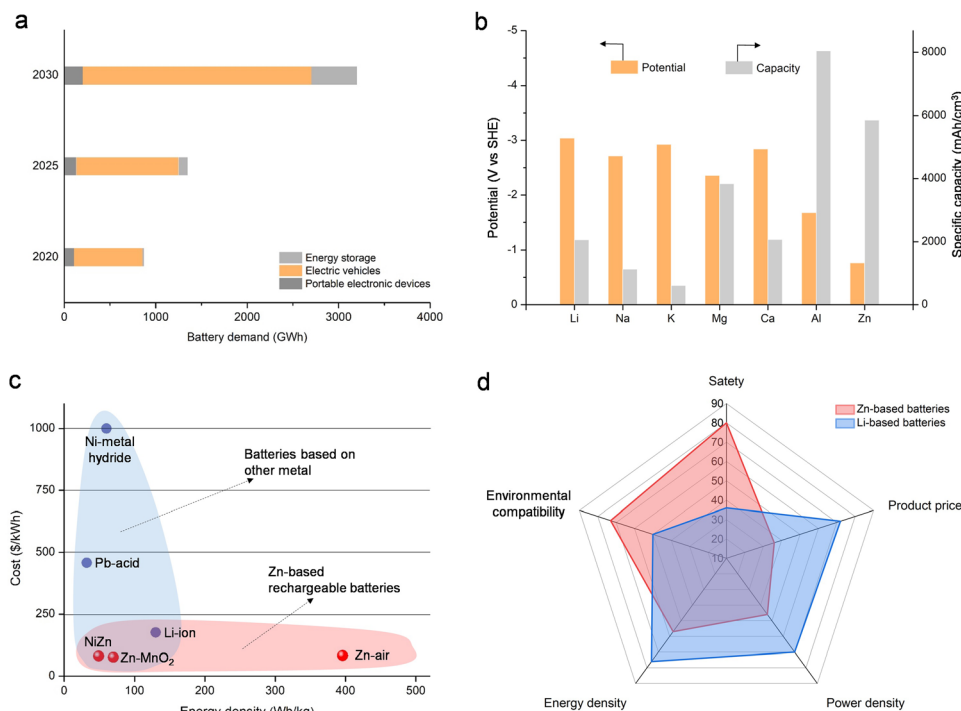 a
2030
2025
2020
Energy storage
Electric vehicles
Portable electronic devices
0
1000
2000
3000
4000
Battery demand (GWh)
b
-5
-4
-3
-2
-1
0
Potential (V vs SHE)
Potential
Capacity
8000
6000
4000
2000
0
Specific capacity (mAh/cm³)
Li
Na
K
Mg
Ca
Al
Zn
c
1000
750
500
250
0
Cost ($/kWh)
Ni-metal
hydride
Batteries based on
other metal
Pb-acid
Zn-based
rechargeable batteries
NiZn
Li-ion
Zn-MnO₂
Zn-air
0
100
200
300
400
500
Energy density (Wh/kg)
d
Satety
90
80
70
60
50
40
30
20
10
Zn-based batteries
Li-based batteries
Environmental
compatibility
Product price
Energy density
Power density